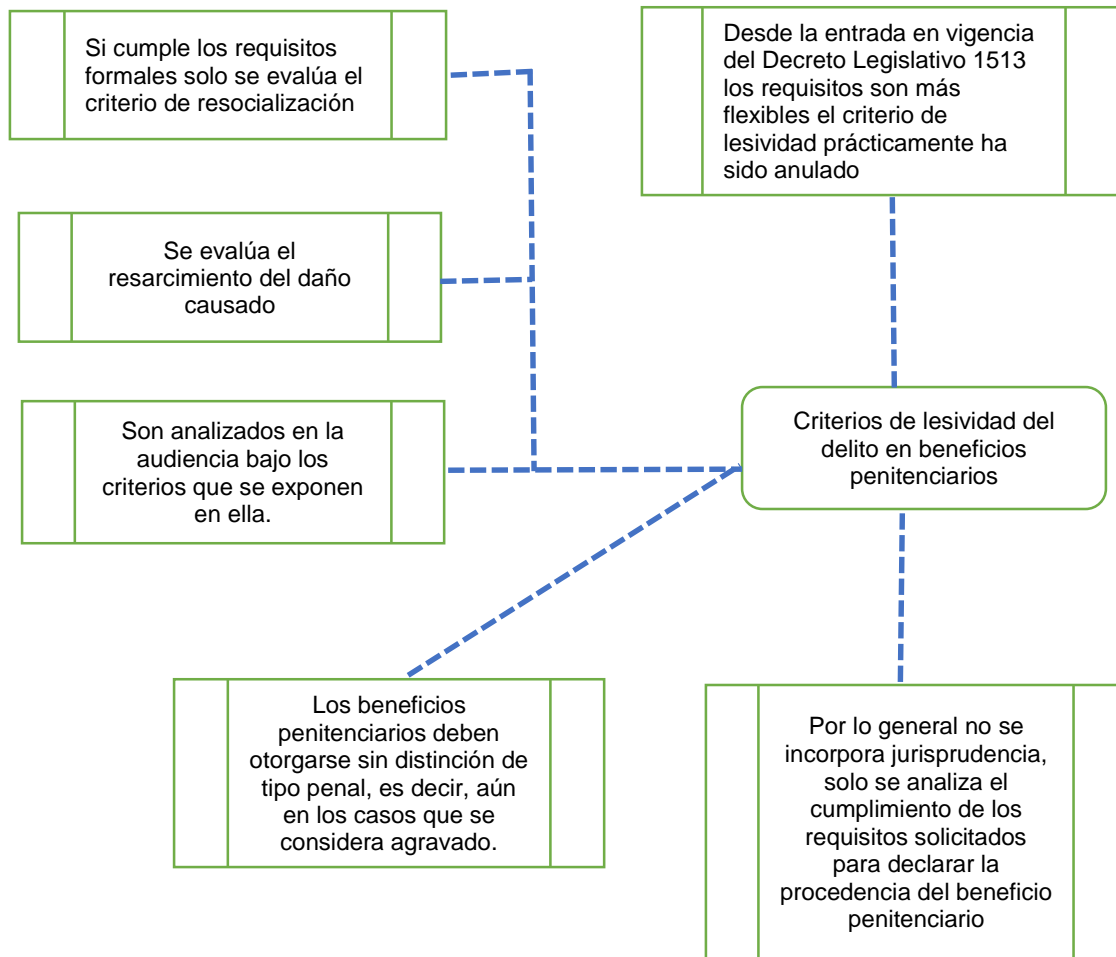 Si cumple los requisitos
formales solo se evalúa el
criterio de resocialización
Desde la entrada en vigencia
del Decreto Legislativo 1513
los requisitos son más
flexibles el criterio de
lesividad prácticamente ha
sido anulado
Se evalúa el
resarcimiento del daño
causado
Son analizados en la
audiencia bajo los
criterios que se exponen
en ella.
Criterios de lesividad del
delito en beneficios
penitenciarios
Los beneficios
penitenciarios deben
otorgarse sin distinción de
tipo penal, es decir, aún
en los casos que se
considera agravado.
Por lo general no se
incorpora jurisprudencia,
solo se analiza el
cumplimiento de los
requisitos solicitados
para declarar la
procedencia del beneficio
penitenciario